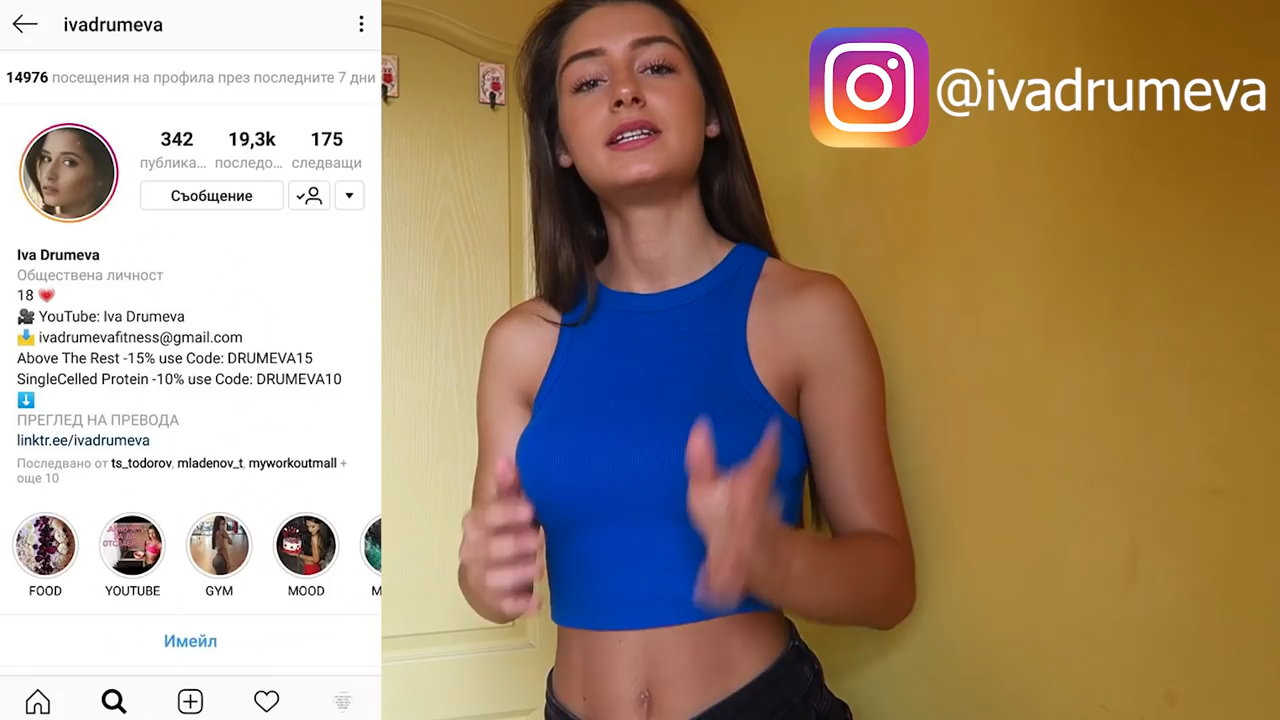 ivadrumeva
14976 посещения на профила през последните 7 дни
342 19,3k 175
публика... последо... следващи
Съобщение
Iva Drumeva
Обществена личност
18
YouTube: Iva Drumeva
ivadrumevafitness@gmail.com
Above The Rest -15% use Code: DRUMEVA15
SingleCelled Protein -10% use Code: DRUMEVA10
ПРЕГЛЕД НА ПРЕВОДА
linktr.ee/ivadrumeva
Последвано от ts_todorov, mladenov_t, myworkoutmall +
още 10
FOOD YOUTUBE GYM MOOD M
Имейл
@ivadrumeva